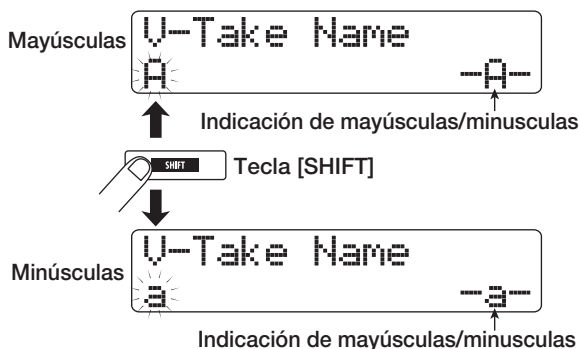 Mayúsculas
V-Take Name
A -A-
Indicación de mayúsculas/minusculas
SHIFT
Tecla [SHIFT]
Minúsculas
V-Take Name
a -a-
Indicación de mayúsculas/minusculas